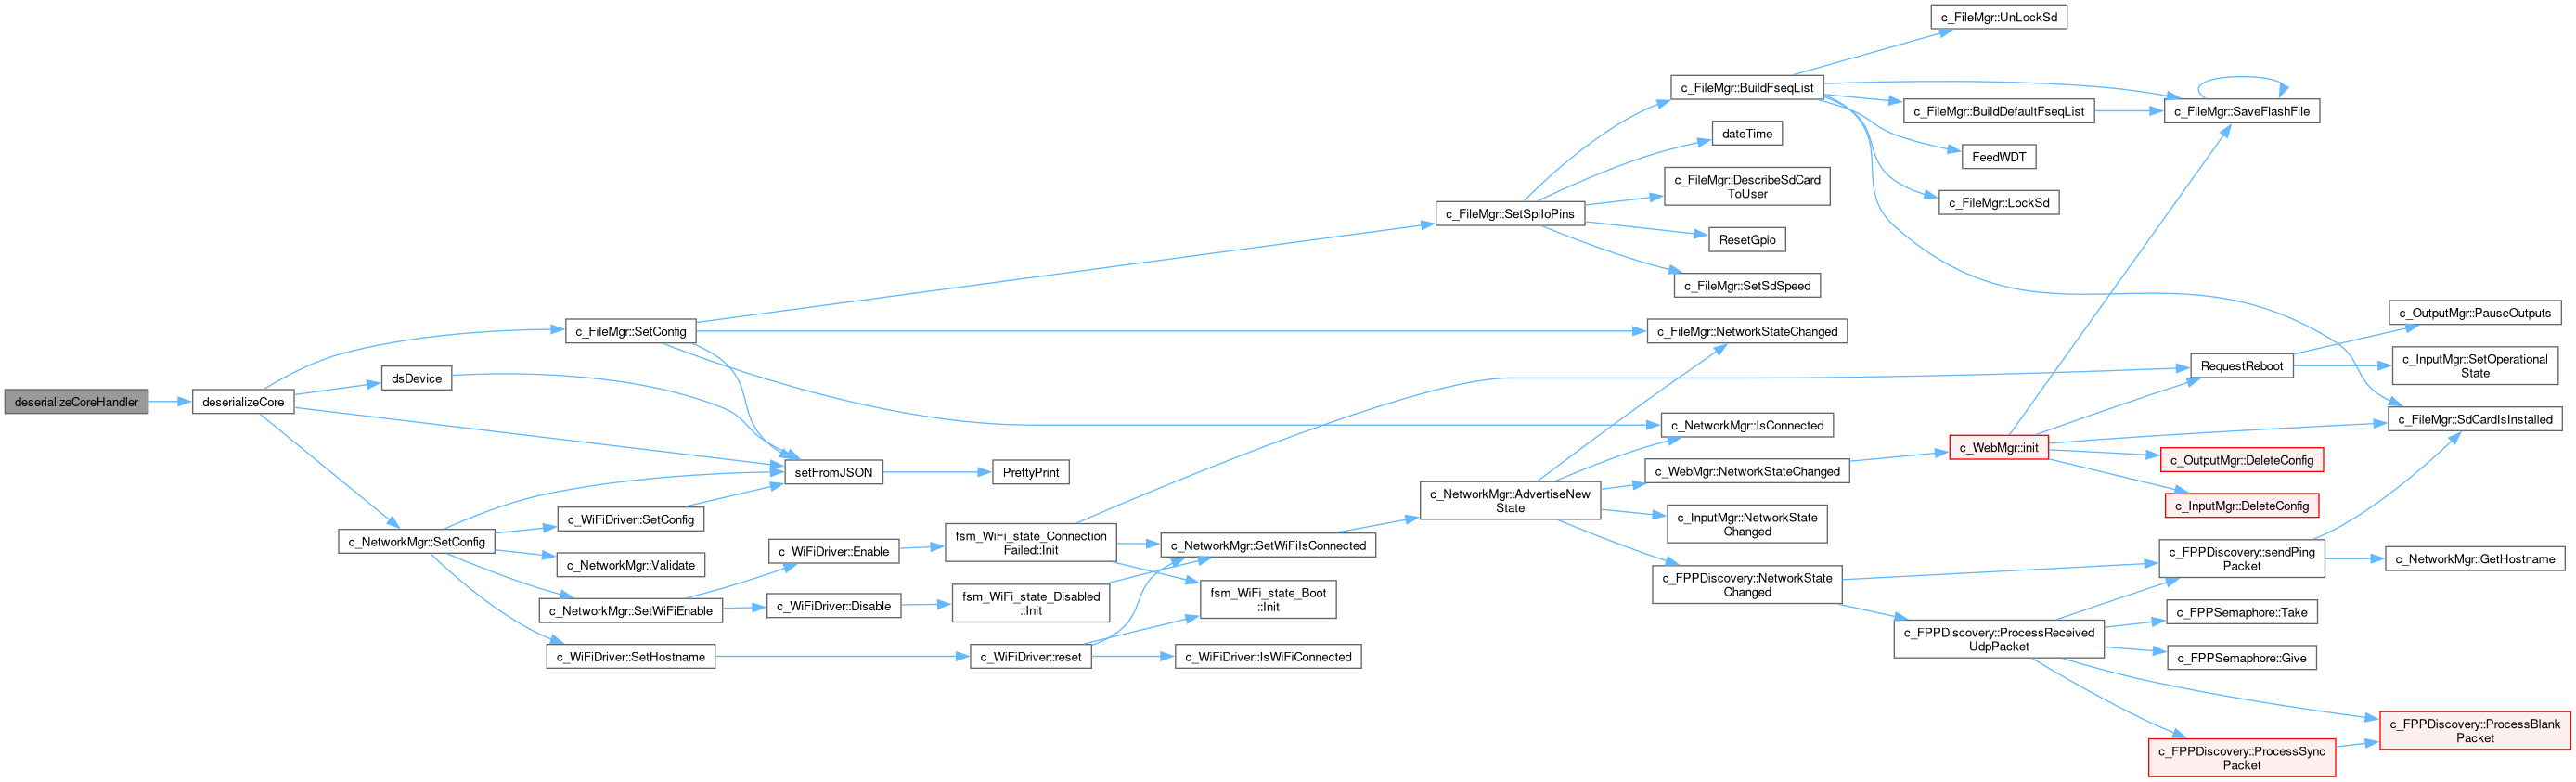 deserializeCoreHandler
deserializeCore
c_FileMgr::SetConfig
dsDevice
c_NetworkMgr::SetConfig
setFromJSON
PrettyPrint
c_WiFiDriver::SetConfig
c_NetworkMgr::Validate
c_NetworkMgr::SetWiFiEnable
c_WiFiDriver::SetHostname
c_WiFiDriver::Enable
c_WiFiDriver::Disable
fsm_WiFi_state_Connection
Failed::Init
fsm_WiFi_state_Disabled
::Init
c_WiFiDriver::reset
c_NetworkMgr::SetWiFiIsConnected
fsm_WiFi_state_Boot
::Init
c_WiFiDriver::IsWiFiConnected
c_FileMgr::SetSpiIoPins
c_NetworkMgr::AdvertiseNew
State
c_FileMgr::BuildFseqList
dateTime
c_FileMgr::DescribeSdCard
ToUser
ResetGpio
c_FileMgr::SetSdSpeed
c_FileMgr::NetworkStateChanged
c_NetworkMgr::IsConnected
c_WebMgr::NetworkStateChanged
c_InputMgr::NetworkState
Changed
c_FPPDiscovery::NetworkState
Changed
c_FileMgr::UnLockSd
c_FileMgr::BuildDefaultFseqList
FeedWDT
c_FileMgr::LockSd
c_FileMgr::SaveFlashFile
c_WebMgr::init
RequestReboot
c_OutputMgr::PauseOutputs
c_InputMgr::SetOperational
State
c_FileMgr::SdCardIsInstalled
c_OutputMgr::DeleteConfig
c_InputMgr::DeleteConfig
c_FPPDiscovery::sendPing
Packet
c_NetworkMgr::GetHostname
c_FPPDiscovery::ProcessReceived
UdpPacket
c_FPPSemaphore::Take
c_FPPSemaphore::Give
c_FPPDiscovery::ProcessBlank
Packet
c_FPPDiscovery::ProcessSync
Packet